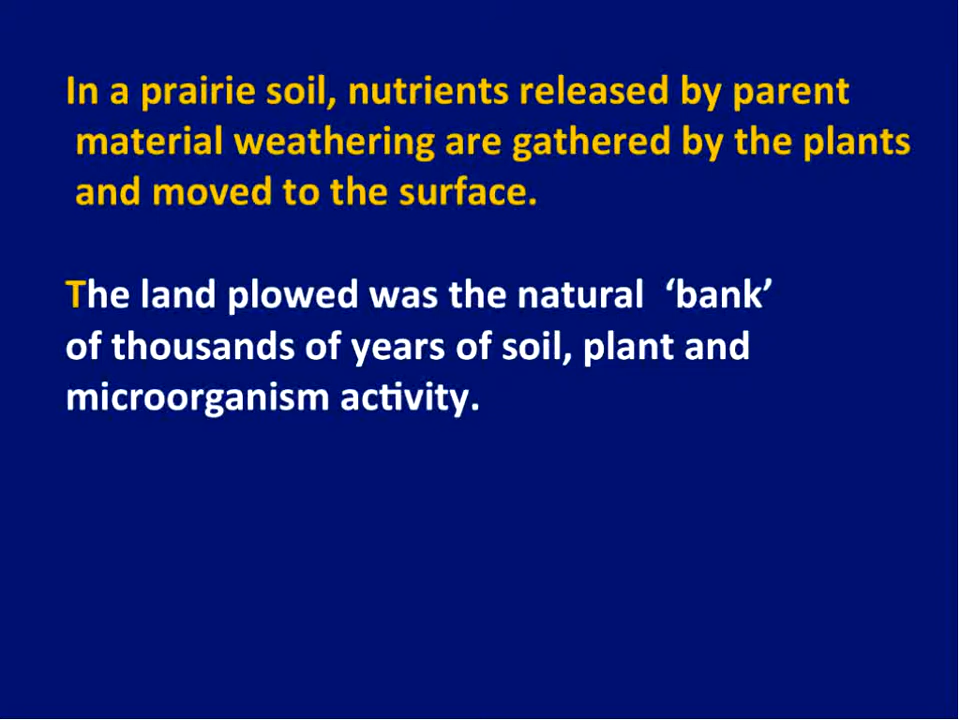 In a prairie soil, nutrients released by parent
material weathering are gathered by the plants
and moved to the surface.
The land plowed was the natural ‘bank’
of thousands of years of soil, plant and
microorganism activity.